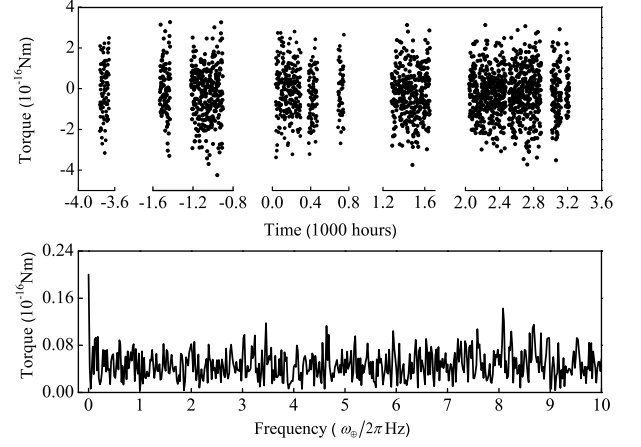 4
2
0
-2
-4
Torque (10⁻¹⁶Nm)
-4.0 -3.6 -1.6 -1.2 -0.8 0.0 0.4 0.8 1.2 1.6 2.0 2.4 2.8 3.2 3.6
Time (1000 hours)
0.24
0.16
0.08
0.00
Torque (10⁻¹⁶Nm)
0 1 2 3 4 5 6 7 8 9 10
Frequency ( ω⊕/2π Hz)